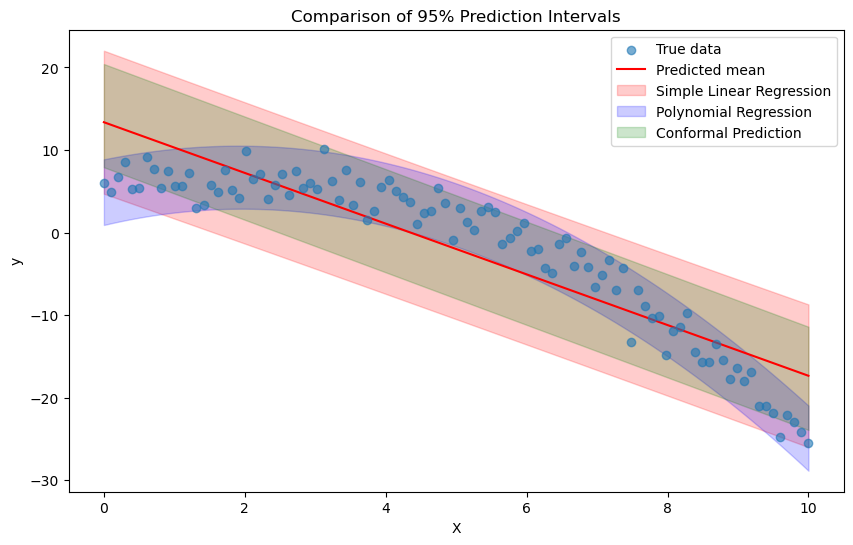 Comparison of 95% Prediction Intervals
True data
Predicted mean
Simple Linear Regression
Polynomial Regression
Conformal Prediction
20
10
0
−10
−20
−30
y
0 2 4 6 8 10
X